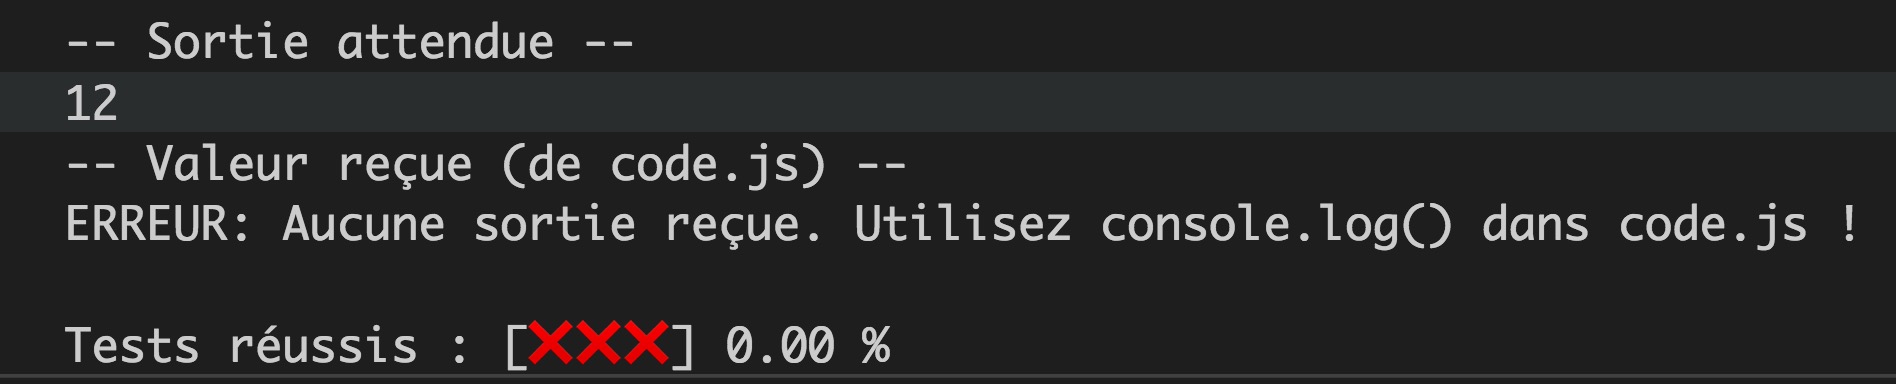 -- Sortie attendue --
12
-- Valeur reçue (de code.js) --
ERREUR: Aucune sortie reçue. Utilisez console.log() dans code.js !
Tests réussis : [❌❌❌] 0.00 %